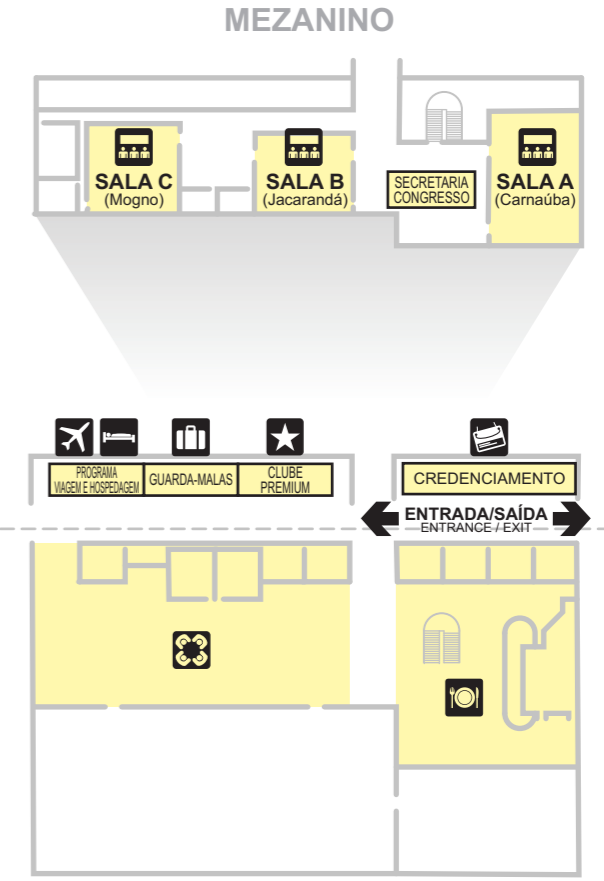 MEZANINO
SALA C
(Mogno)
SALA B
(Jacarandá)
SECRETARIA
CONGRESSO
SALA A
(Carnaúba)
PROGRAMA
VIAGEM E HOSPEDAGEM
GUARDA-MALAS
CLUBE
PREMIUM
CREDENCIAMENTO
ENTRADA/SAÍDA
ENTRANCE / EXIT